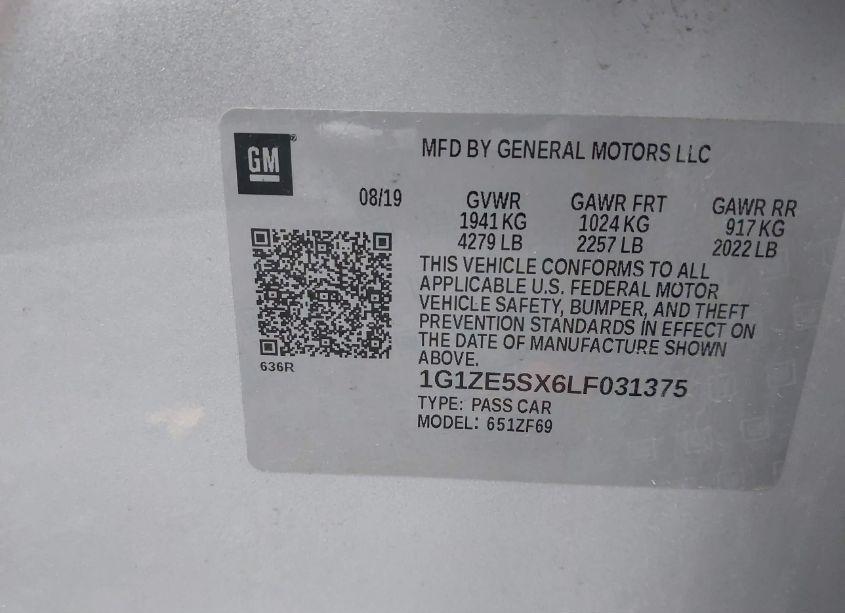 GM
MFD BY GENERAL MOTORS LLC
08/19
GVWR GAWR FRT GAWR RR
1941 KG 1024 KG 917 KG
4279 LB 2257 LB 2022 LB
THIS VEHICLE CONFORMS TO ALL
APPLICABLE U.S. FEDERAL MOTOR
VEHICLE SAFETY, BUMPER, AND THEFT
PREVENTION STANDARDS IN EFFECT ON
THE DATE OF MANUFACTURE SHOWN
ABOVE.
636R
1G1ZE5SX6LF031375
TYPE: PASS CAR
MODEL: 651ZF69